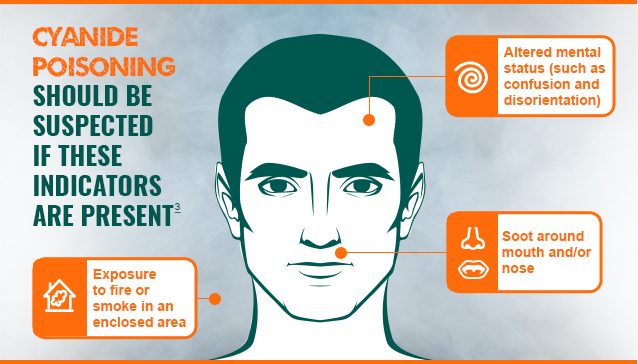 CYANIDE
POISONING
SHOULD BE
SUSPECTED
IF THESE
INDICATORS
ARE PRESENT3
Altered mental
status (such as
confusion and
disorientation)
Soot around
mouth and/or
nose
Exposure
to fire or
smoke in an
enclosed area